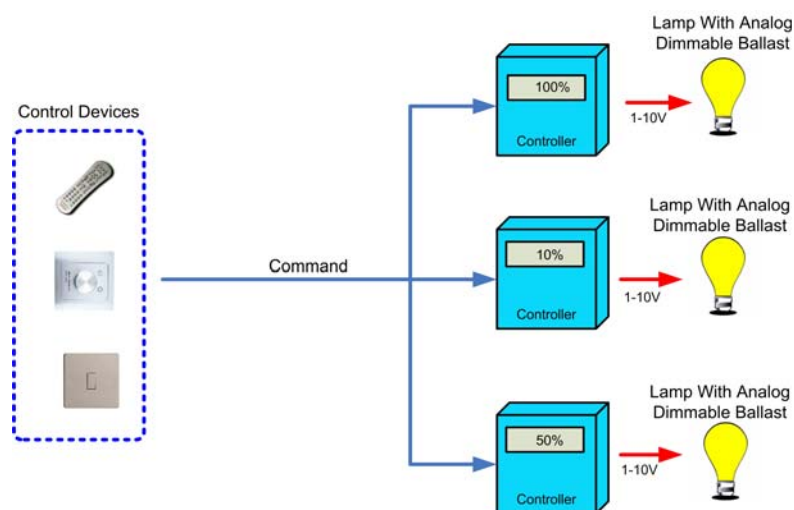 Lamp With Analog
Dimmable Ballast
100%
Controller
1-10V
Control Devices
Command
Lamp With Analog
Dimmable Ballast
10%
Controller
1-10V
Lamp With Analog
Dimmable Ballast
50%
Controller
1-10V